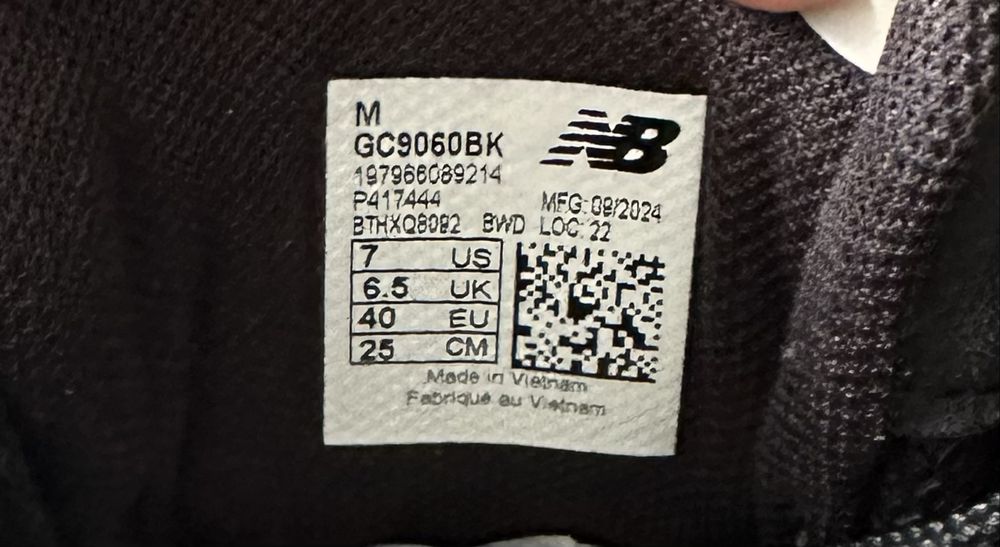 M
NB
GC9060BK
197966089214
P417444
MFG: 08/2024
BTHXQ8082 BWD LOC: 22
7 US
6.5 UK
40 EU
25 CM
Made in Vietnam
Fabriqué au Vietnam